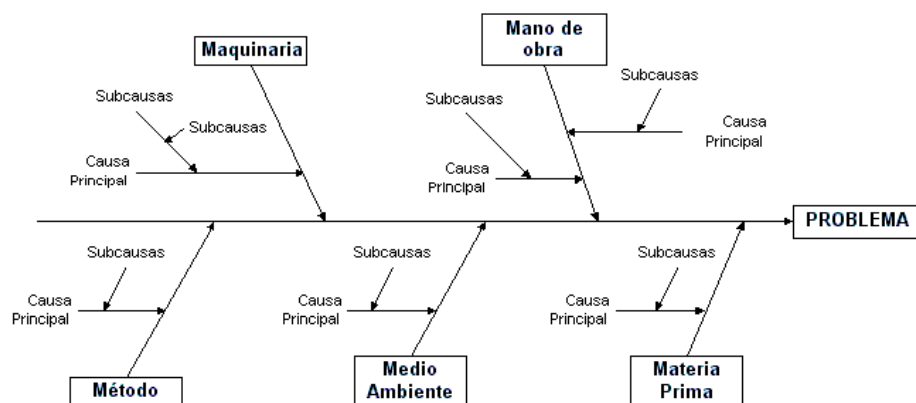 Maquinaria
Mano de
obra
Subcausas
Subcausas
Causa
Principal
Subcausas
Causa
Principal
Subcausas
Causa
Principal
PROBLEMA
Subcausas
Causa
Principal
Método
Subcausas
Causa
Principal
Medio
Ambiente
Subcausas
Causa
Principal
Materia
Prima